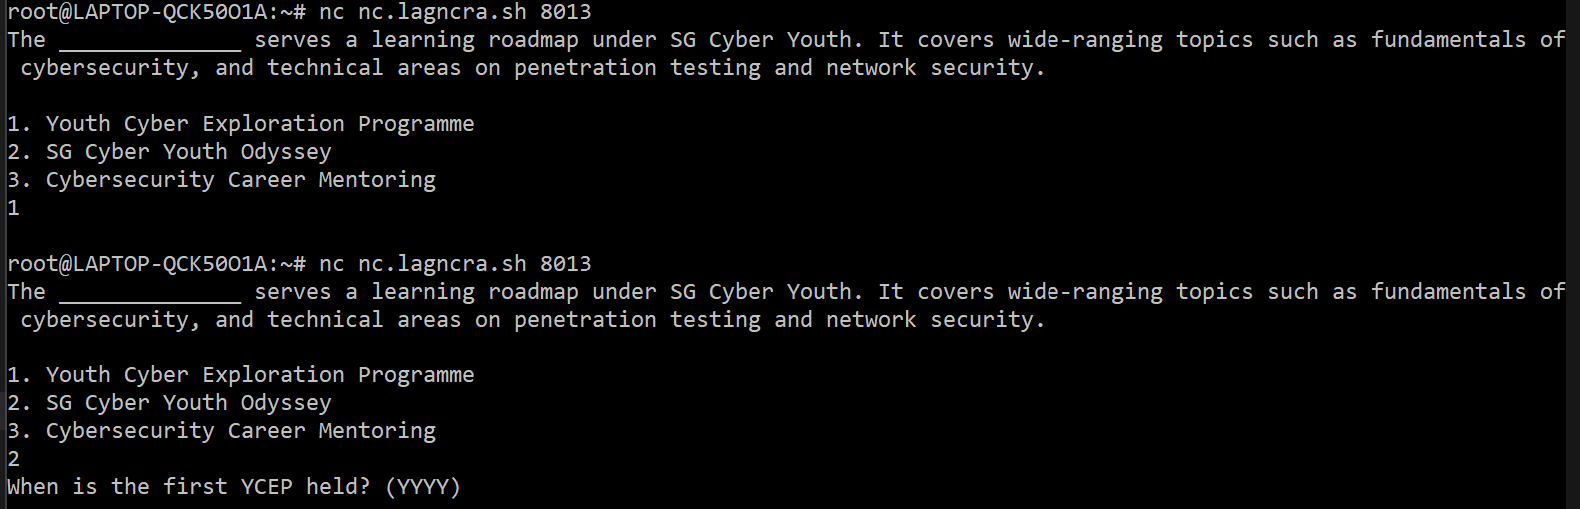 root@LAPTOP-QCK50O1A:~# nc nc.lagncra.sh 8013
The ______________ serves a learning roadmap under SG Cyber Youth. It covers wide-ranging topics such as fundamentals of
 cybersecurity, and technical areas on penetration testing and network security.
1. Youth Cyber Exploration Programme
2. SG Cyber Youth Odyssey
3. Cybersecurity Career Mentoring
1
root@LAPTOP-QCK50O1A:~# nc nc.lagncra.sh 8013
The ______________ serves a learning roadmap under SG Cyber Youth. It covers wide-ranging topics such as fundamentals of
 cybersecurity, and technical areas on penetration testing and network security.
1. Youth Cyber Exploration Programme
2. SG Cyber Youth Odyssey
3. Cybersecurity Career Mentoring
2
When is the first YCEP held? (YYYY)